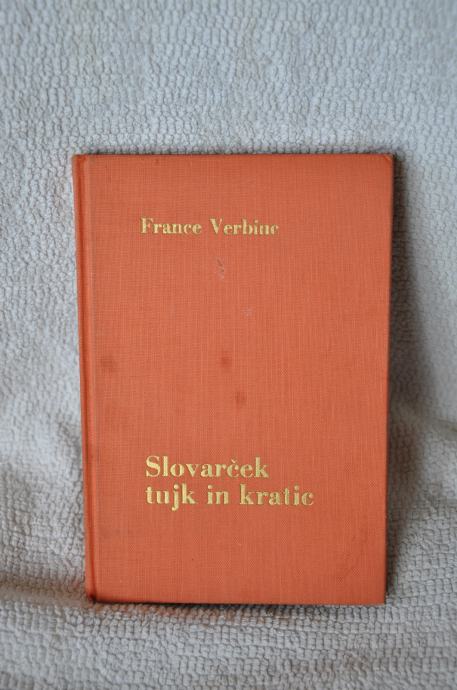 France Verbinc
Slovarček
tujk in kratic